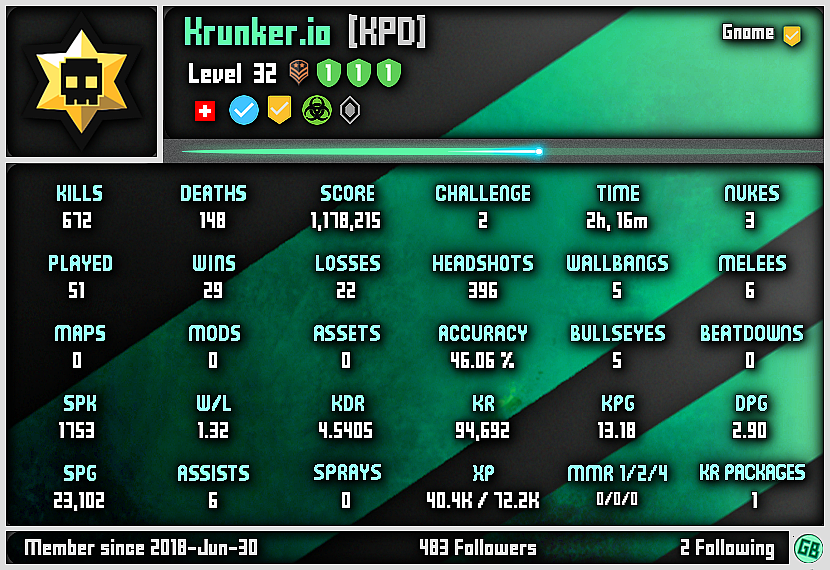 Krunker.io [KPD]
Gnome
Level 32 1 1 1
KILLS DEATHS SCORE CHALLENGE TIME NUKES
672 148 1,178,215 2 2h, 16m 3
PLAYED WINS LOSSES HEADSHOTS WALLBANGS MELEES
51 29 22 396 5 6
MAPS MODS ASSETS ACCURACY BULLSEYES BEATDOWNS
0 0 0 46.06 % 5 0
SPK W/L KDR KR KPG DPG
1753 1.32 4.5405 94,692 13.18 2.90
SPG ASSISTS SPRAYS XP MMR 1/2/4 KR PACKAGES
23,102 6 0 40.4K / 72.2K 0/0/0 1
Member since 2018-Jun-30 483 Followers 2 Following GB